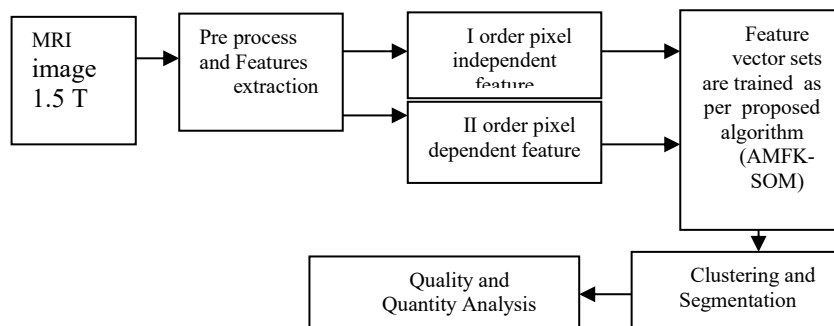 MRI
image
1.5 T
Pre process
and Features
extraction
I order pixel
independent
feature
II order pixel
dependent feature
Feature
vector sets
are trained as
per proposed
algorithm
(AMFK-
SOM)
Clustering and
Segmentation
Quality and
Quantity Analysis